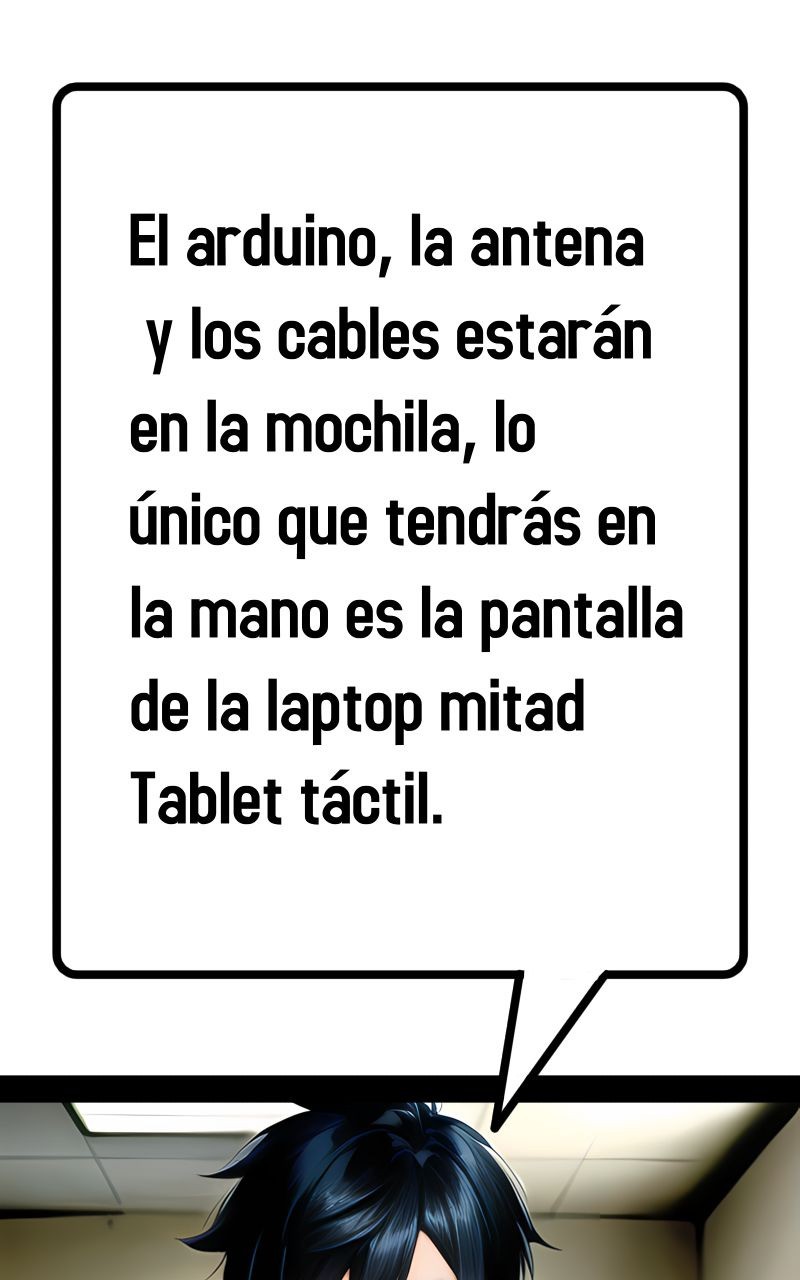 El arduino, la antena
y los cables estarán
en la mochila, lo
único que tendrás en
la mano es la pantalla
de la laptop mitad
Tablet táctil.